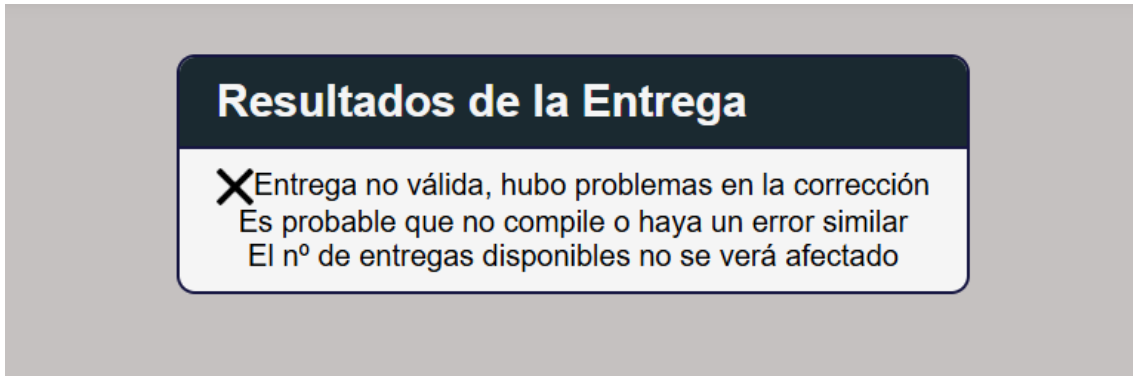 Resultados de la Entrega
Entrega no válida, hubo problemas en la corrección
Es probable que no compile o haya un error similar
El nº de entregas disponibles no se verá afectado